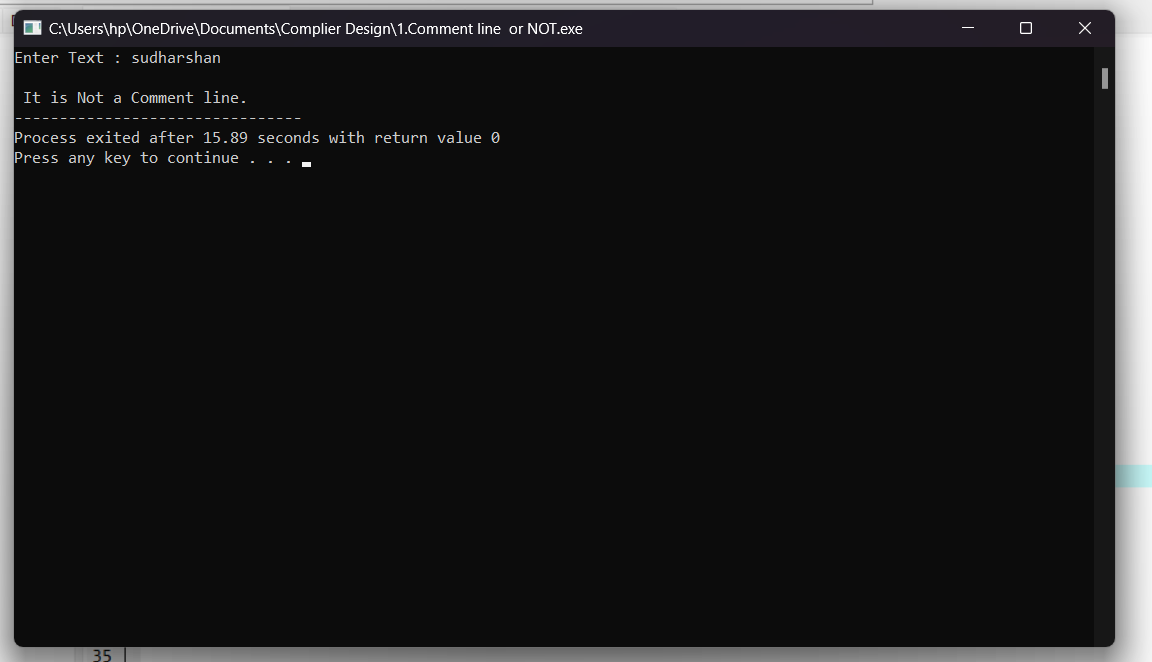 C:\Users\hp\OneDrive\Documents\Complier Design\1.Comment line  or NOT.exe
Enter Text : sudharshan
 It is Not a Comment line.
--------------------------------
Process exited after 15.89 seconds with return value 0
Press any key to continue . . .
35